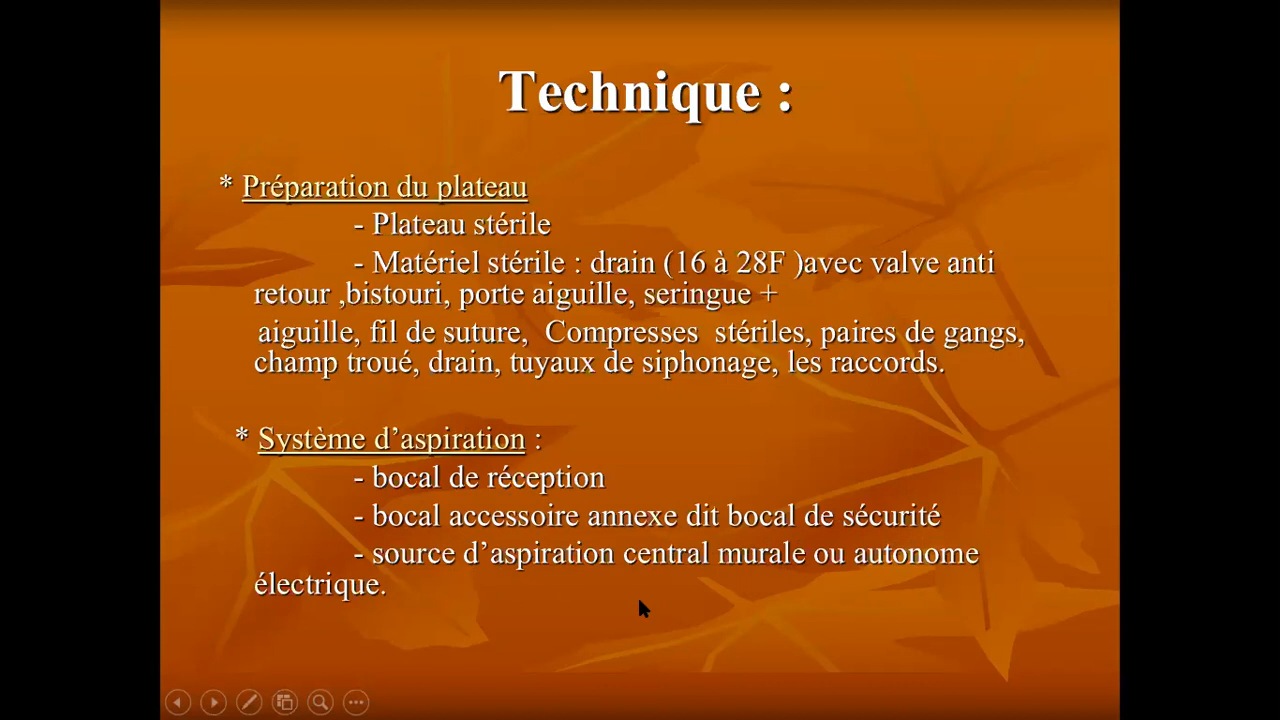 Technique :
* Préparation du plateau
- Plateau stérile
- Matériel stérile : drain (16 à 28F )avec valve anti
retour ,bistouri, porte aiguille, seringue +
aiguille, fil de suture, Compresses stériles, paires de gangs,
champ troué, drain, tuyaux de siphonage, les raccords.
* Système d’aspiration :
- bocal de réception
- bocal accessoire annexe dit bocal de sécurité
- source d’aspiration central murale ou autonome
électrique.